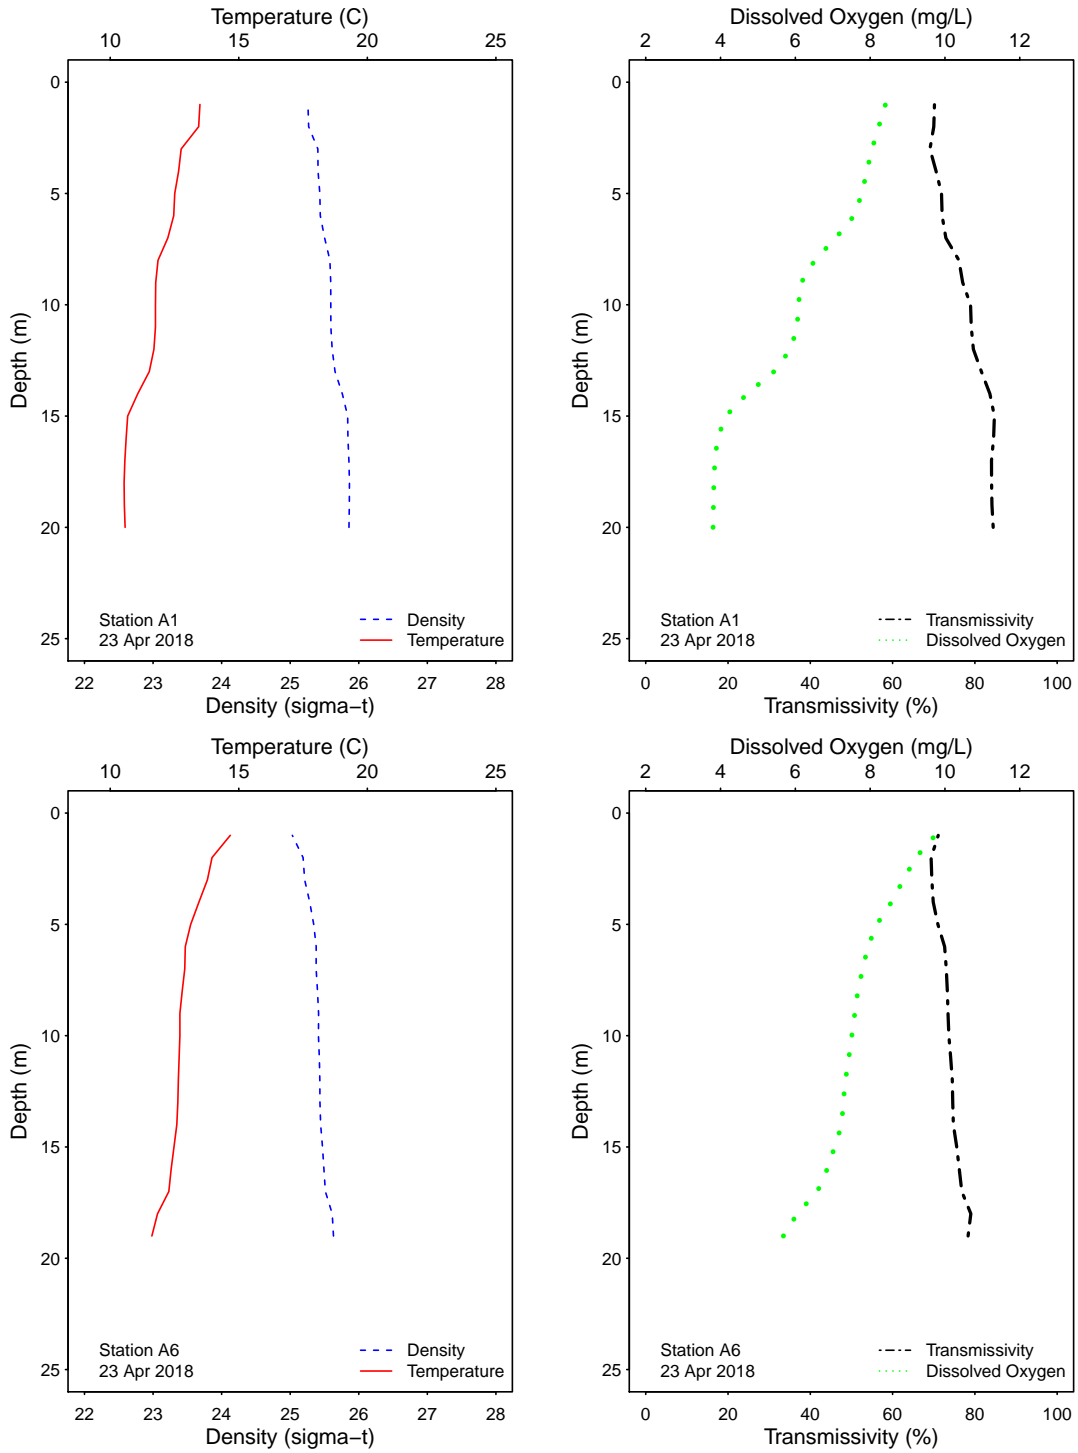 Temperature (C)
10 15 20 25
0
5
10
15
20
25
Depth (m)
Station A1
23 Apr 2018
Density
Temperature
22 23 24 25 26 27 28
Density (sigma−t)
Dissolved Oxygen (mg/L)
2 4 6 8 10 12
0
5
10
15
20
25
Depth (m)
Station A1
23 Apr 2018
Transmissivity
Dissolved Oxygen
0 20 40 60 80 100
Transmissivity (%)
Temperature (C)
10 15 20 25
0
5
10
15
20
25
Depth (m)
Station A6
23 Apr 2018
Density
Temperature
22 23 24 25 26 27 28
Density (sigma−t)
Dissolved Oxygen (mg/L)
2 4 6 8 10 12
0
5
10
15
20
25
Depth (m)
Station A6
23 Apr 2018
Transmissivity
Dissolved Oxygen
0 20 40 60 80 100
Transmissivity (%)